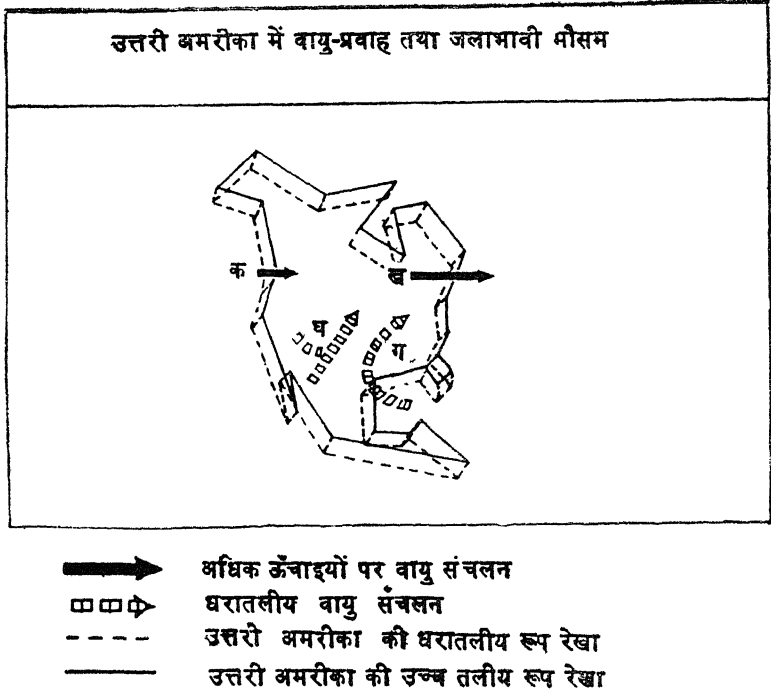 उत्तरी अमरीका में वायु-प्रवाह तथा जलाभावी मौसम
क
ख
घ
ग
अधिक ऊँचाइयों पर वायु संचलन
धरातलीय वायु संचलन
उत्तरी अमरीका की धरातलीय रूप रेखा
उत्तरी अमरीका की उच्च तलीय रूप रेखा